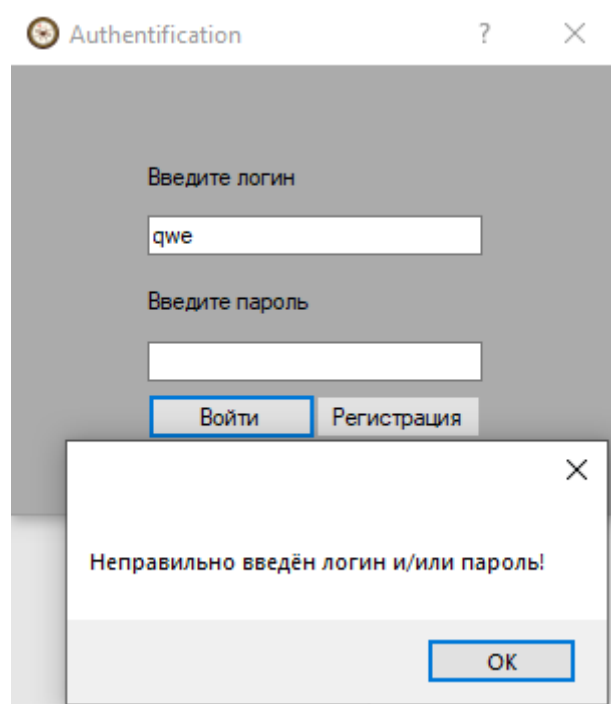 Authentification
Введите логин
qwe
Введите пароль
Войти Регистрация
Неправильно введён логин и/или пароль!
OK